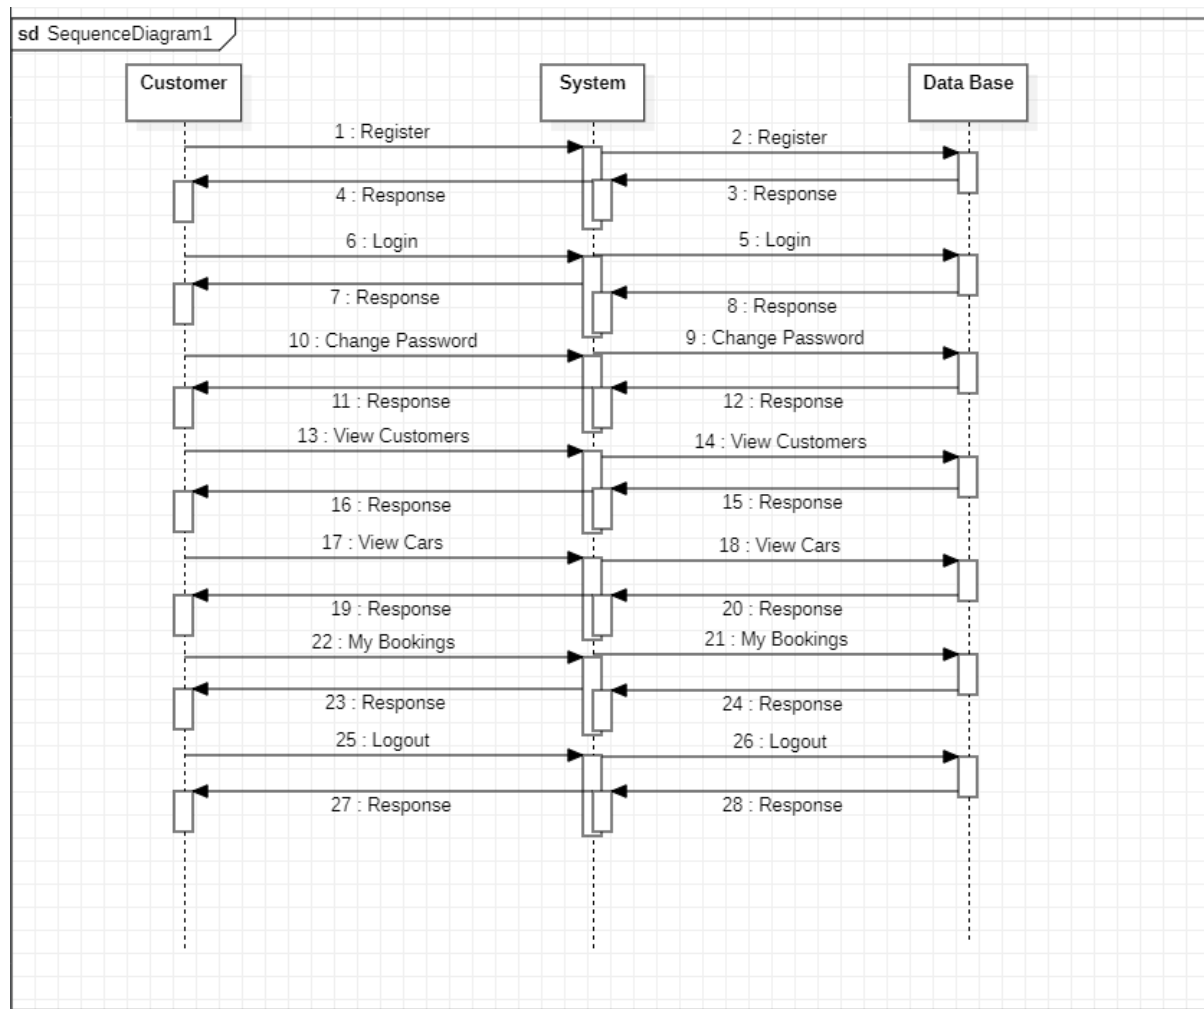 sd SequenceDiagram1
Customer
System
Data Base
1 : Register
2 : Register
4 : Response
3 : Response
6 : Login
5 : Login
7 : Response
8 : Response
10 : Change Password
9 : Change Password
11 : Response
12 : Response
13 : View Customers
14 : View Customers
16 : Response
15 : Response
17 : View Cars
18 : View Cars
19 : Response
20 : Response
22 : My Bookings
21 : My Bookings
23 : Response
24 : Response
25 : Logout
26 : Logout
27 : Response
28 : Response